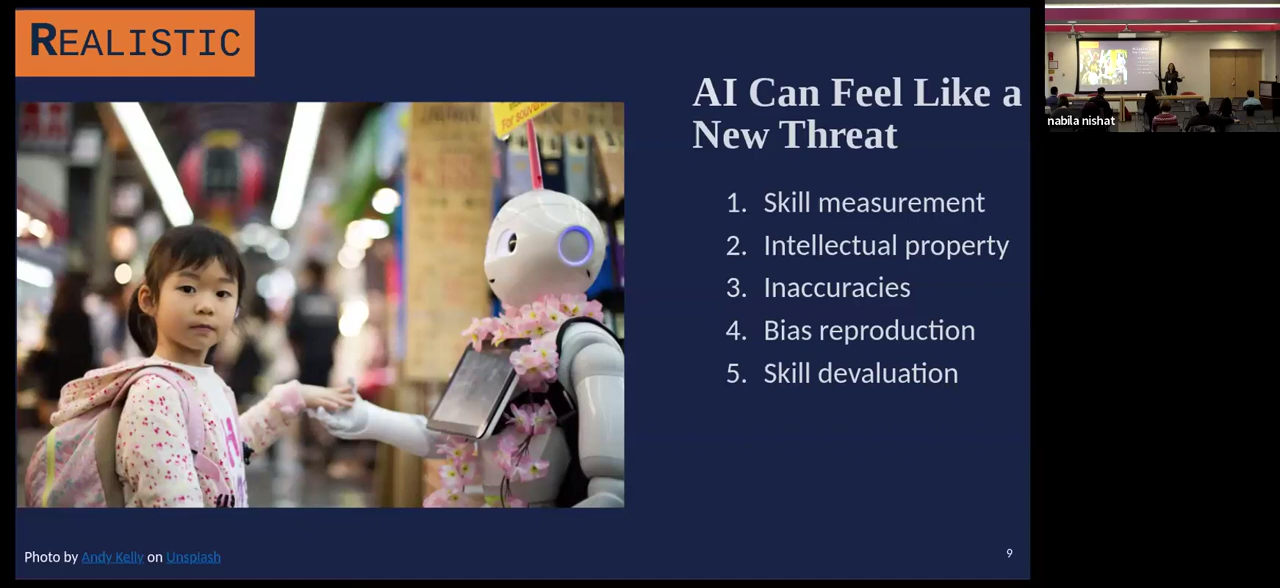 REALISTIC
AI Can Feel Like a
New Threat
1. Skill measurement
2. Intellectual property
3. Inaccuracies
4. Bias reproduction
5. Skill devaluation
Photo by Andy Kelly on Unsplash
9
nabila nishat